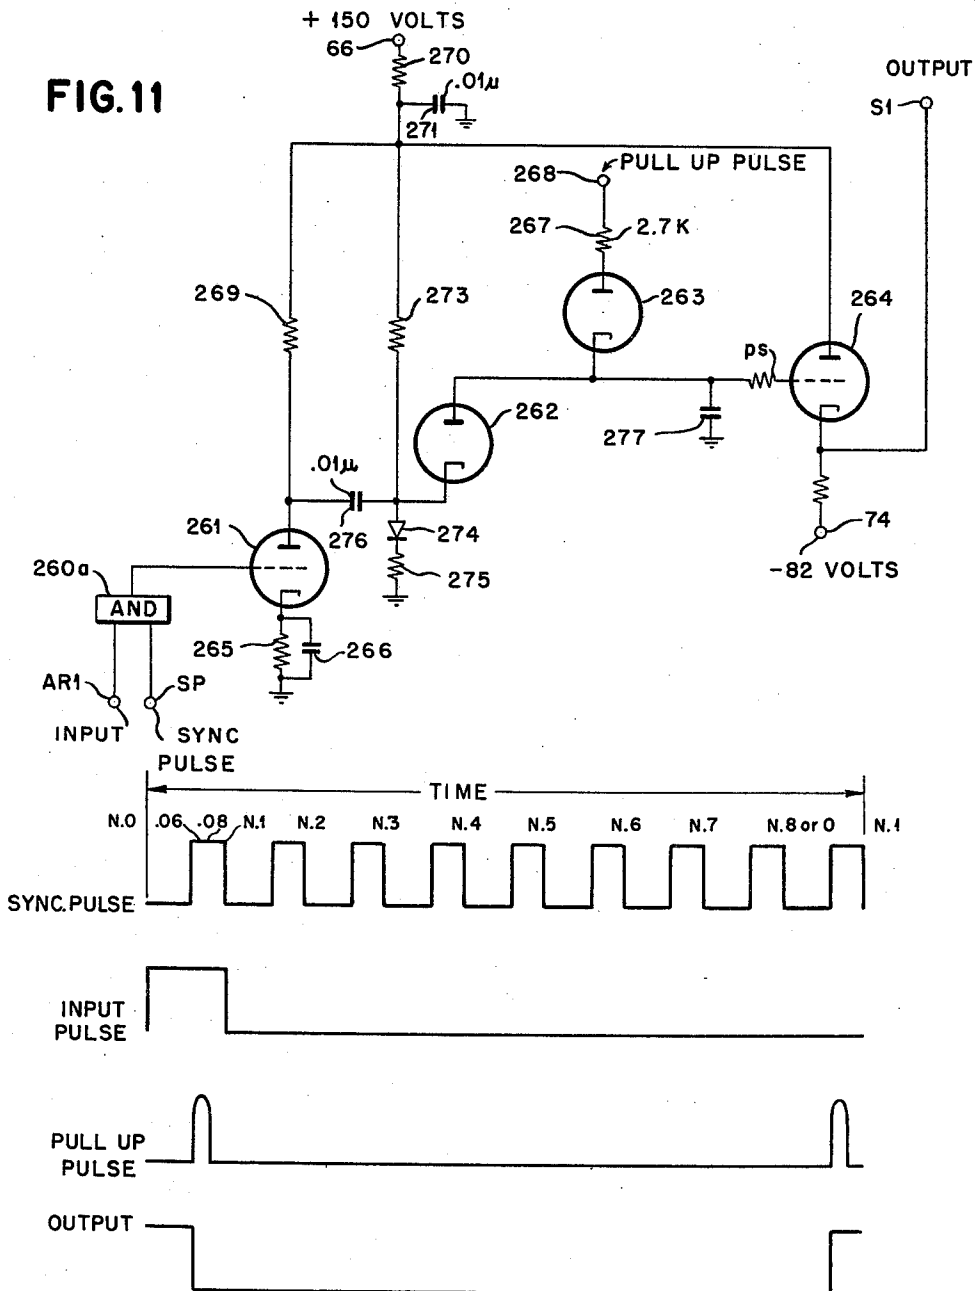 FIG. 11
+ 150 VOLTS
66
270
.01μ
271
OUTPUT
S1
PULL UP PULSE
268
267
2.7K
269
273
263
264
ps
262
277
.01μ
276
261
274
275
74
-82 VOLTS
260a
AND
265
266
AR1
SP
INPUT
SYNC
PULSE
TIME
N.0 .06 .08 N.1 N.2 N.3 N.4 N.5 N.6 N.7 N.8 or 0 N.1
SYNC.PULSE
INPUT
PULSE
PULL UP
PULSE
OUTPUT